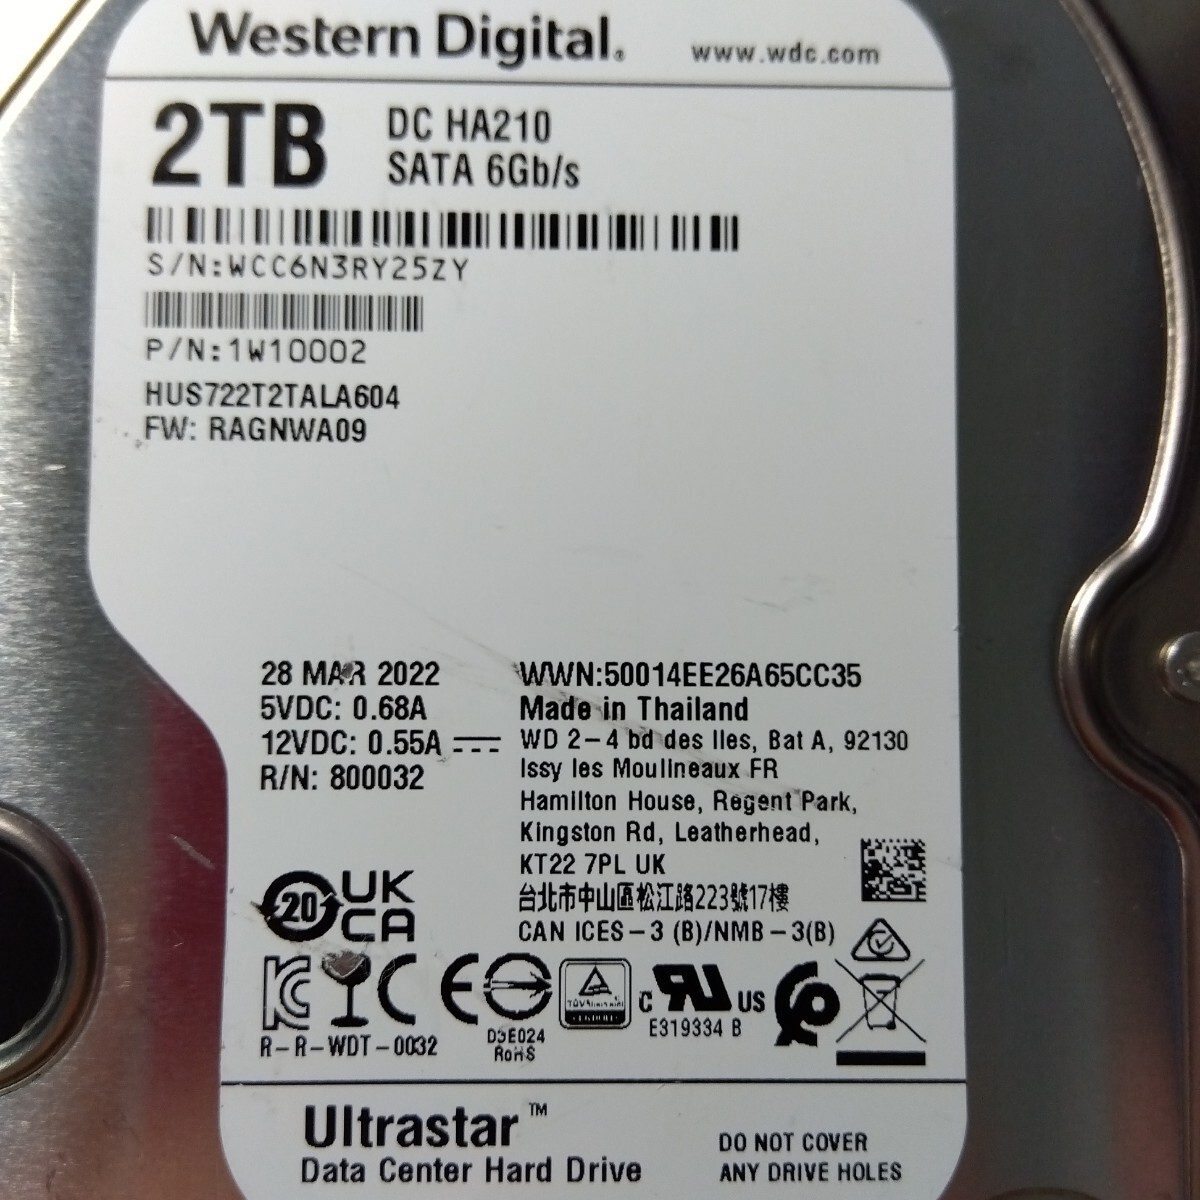 Western Digital.
www.wdc.com
2TB
DC HA210
SATA 6Gb/s
S/N:WCC6N3RY25ZY
P/N:1W10002
HUS722T2TALA604
FW: RAGNWA09
28 MAR 2022
5VDC: 0.68A
12VDC: 0.55A
R/N: 800032
WWN:50014EE26A65CC35
Made in Thailand
WD 2–4 bd des Iles, Bat A, 92130
Issy les Moulineaux FR
Hamilton House, Regent Park,
Kingston Rd, Leatherhead,
KT22 7PL UK
台北市中山區松江路223號17樓
CAN ICES–3 (B)/NMB–3(B)
20
UK
CA
R–R–WDT–0032
D3E024
RoHS
c RU US
E319334 B
Ultrastar™
Data Center Hard Drive
DO NOT COVER
ANY DRIVE HOLES